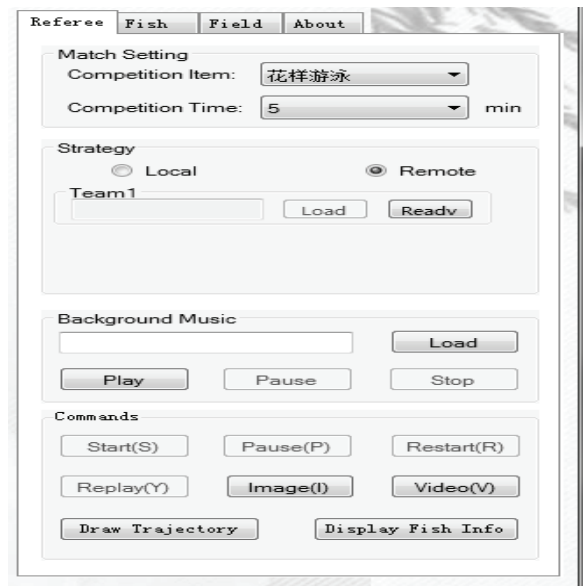 Referee Fish Field About
Match Setting
Competition Item: 花样游泳
Competition Time: 5 min
Strategy
Local Remote
Team1
Load Ready
Background Music
Load
Play Pause Stop
Commands
Start(S) Pause(P) Restart(R)
Replay(Y) Image(I) Video(V)
Draw Trajectory Display Fish Info